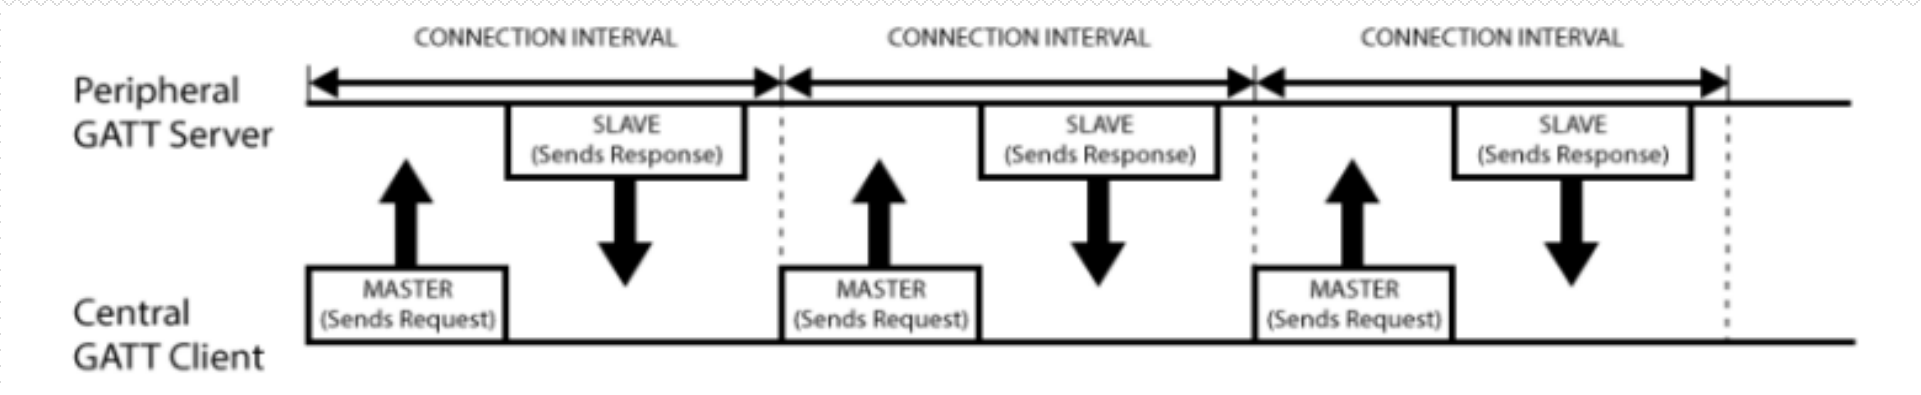 CONNECTION INTERVAL
CONNECTION INTERVAL
CONNECTION INTERVAL
Peripheral
GATT Server
SLAVE
(Sends Response)
SLAVE
(Sends Response)
SLAVE
(Sends Response)
Central
GATT Client
MASTER
(Sends Request)
MASTER
(Sends Request)
MASTER
(Sends Request)